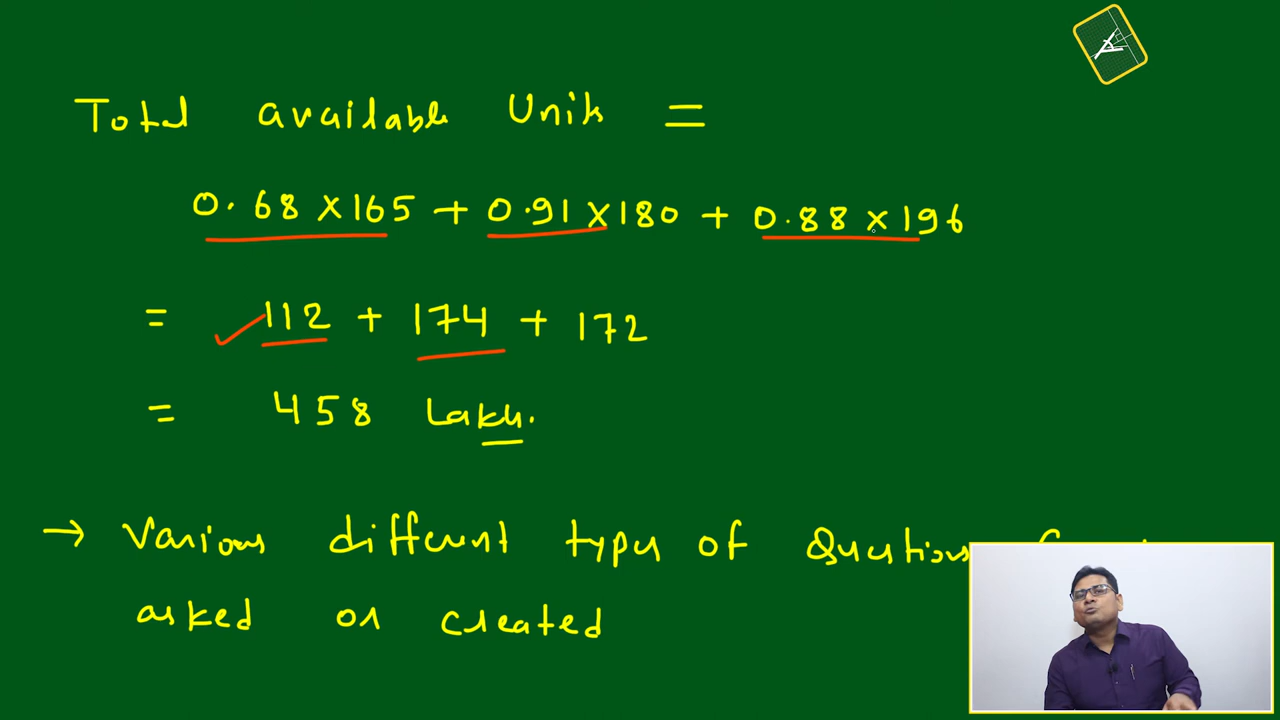 Total available Units =
0.68 × 165 + 0.91 × 180 + 0.88 × 196
= 112 + 174 + 172
= 458 Lakh.
→ Various different types of Questions
asked or created